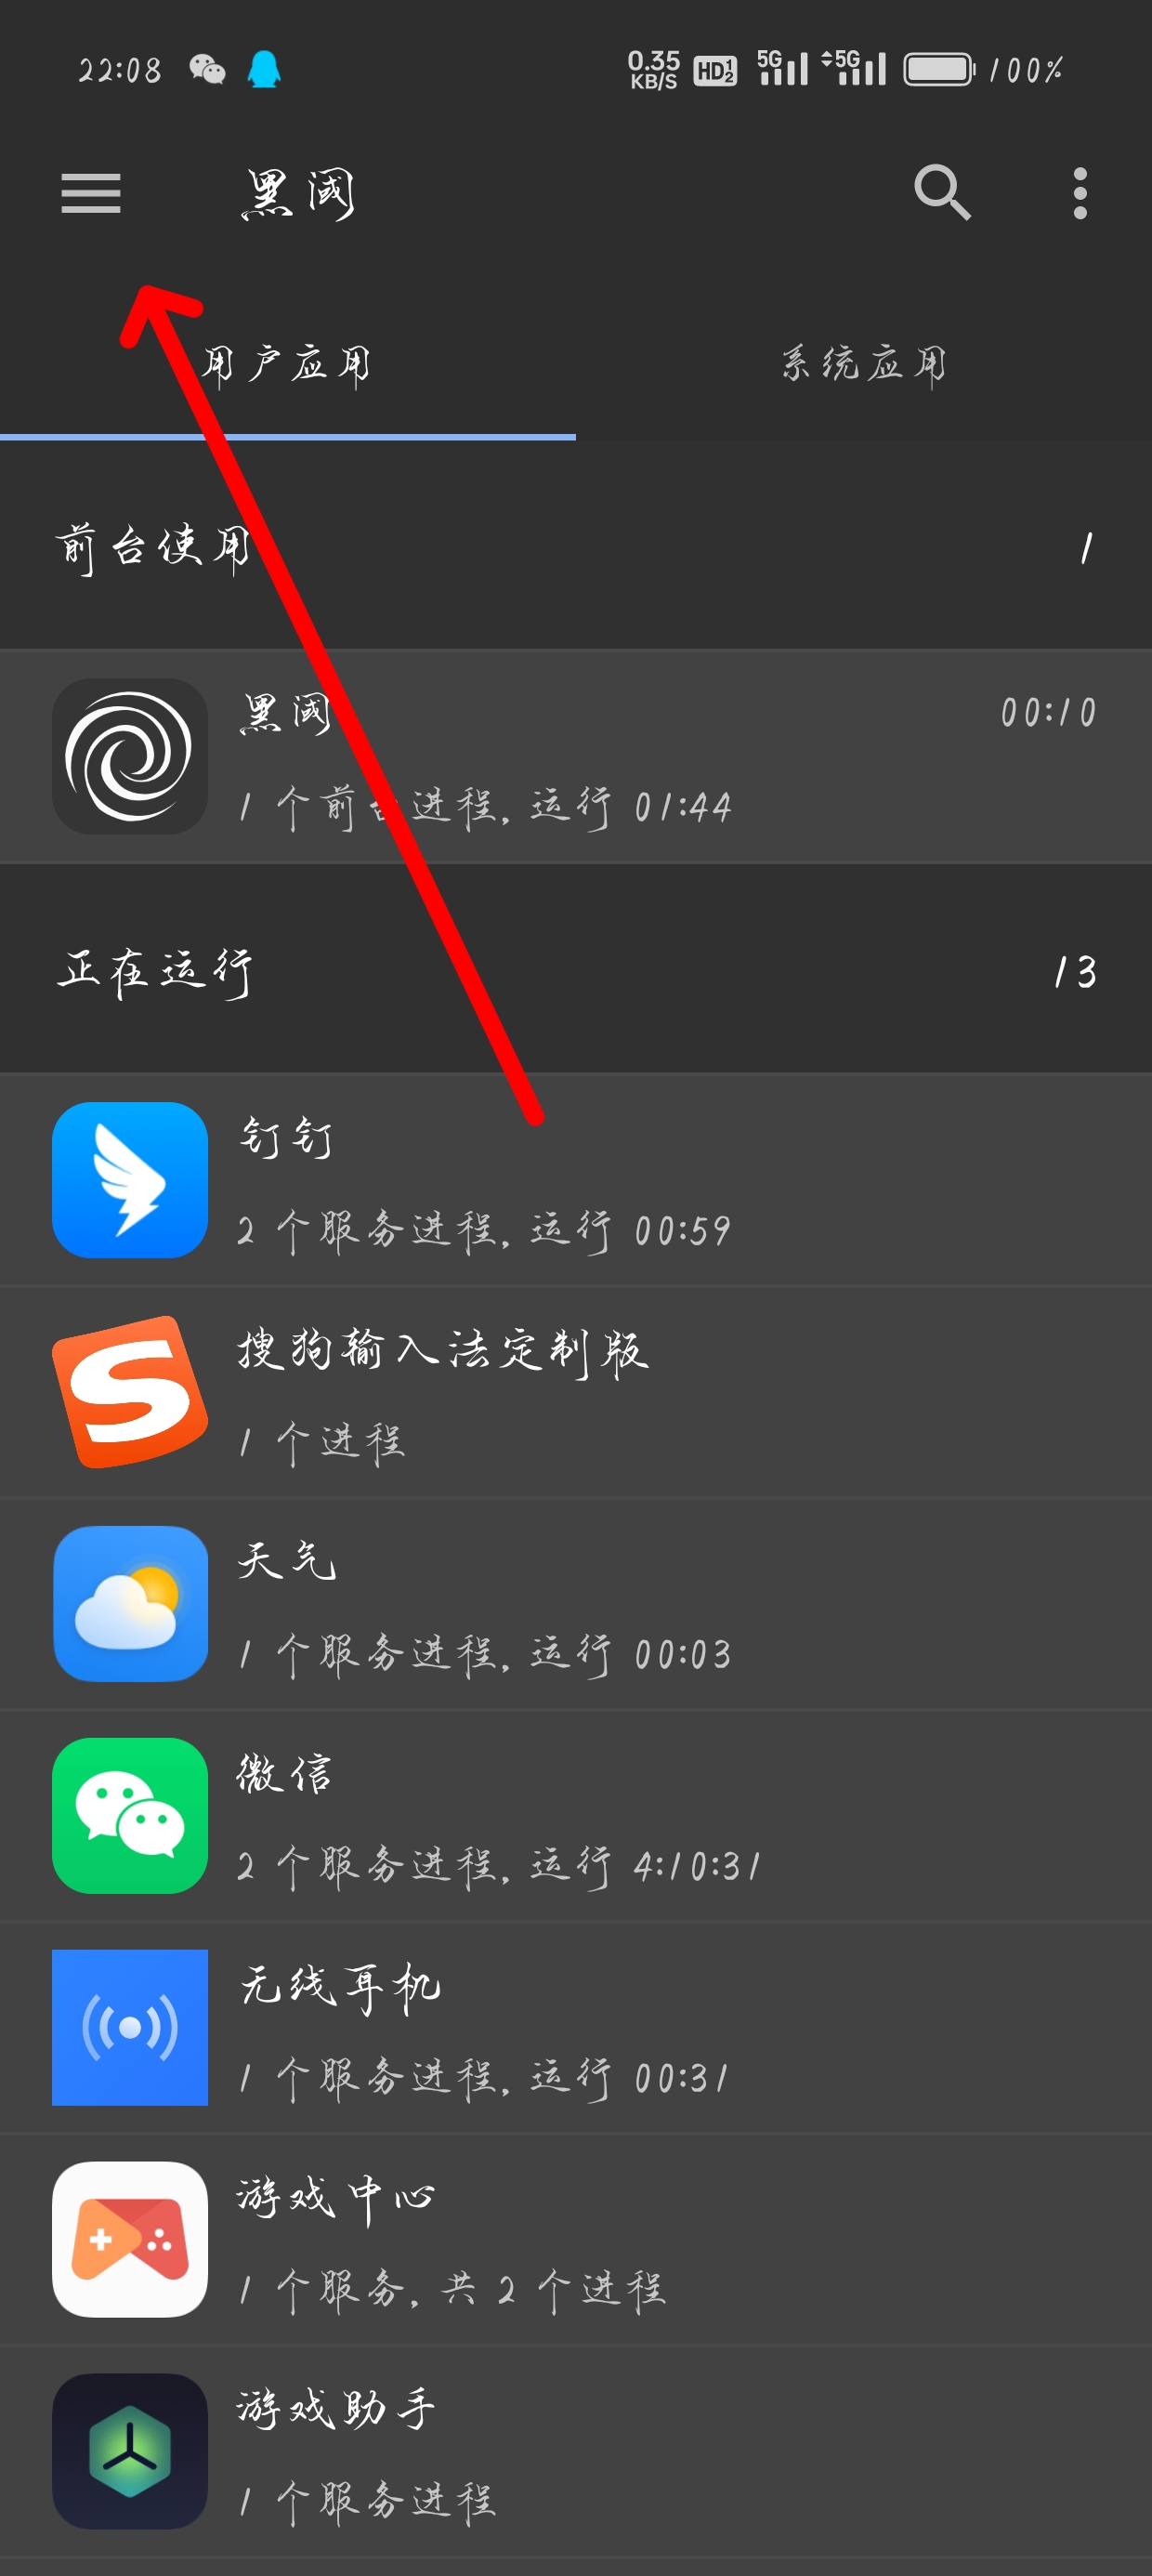 22:08 0.35 KB/S HD 1 2 5G 5G 100%
黑阈
用户应用 系统应用
前台使用 1
黑阈 00:10
1 个前台进程, 运行 01:44
正在运行 13
钉钉
2 个服务进程, 运行 00:59
搜狗输入法定制版
1 个进程
天气
1 个服务进程, 运行 00:03
微信
2 个服务进程, 运行 4:10:31
无线耳机
1 个服务进程, 运行 00:31
游戏中心
1 个服务, 共 2 个进程
游戏助手
1 个服务进程